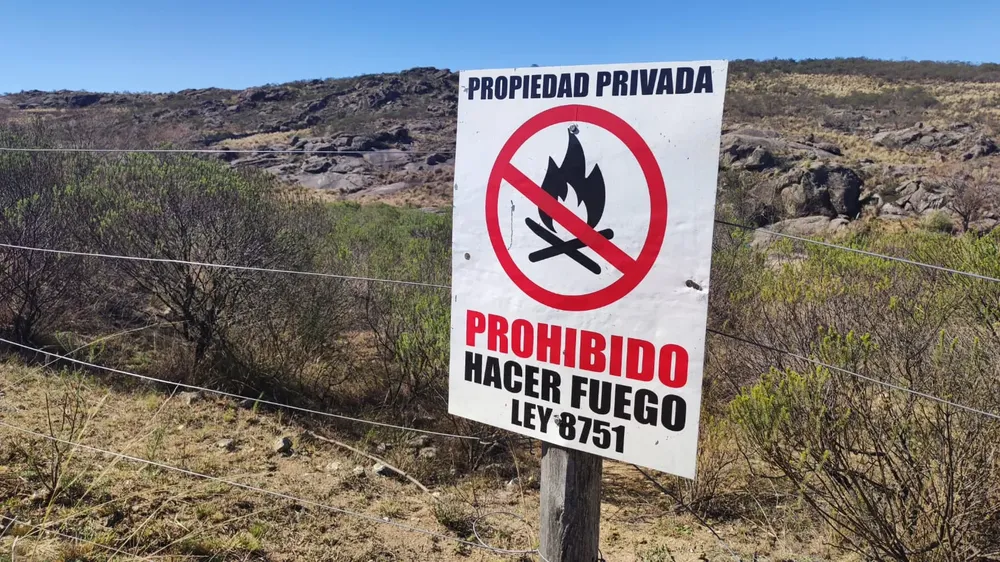 PROPIEDAD PRIVADA
PROHIBIDO
HACER FUEGO
LEY 8751